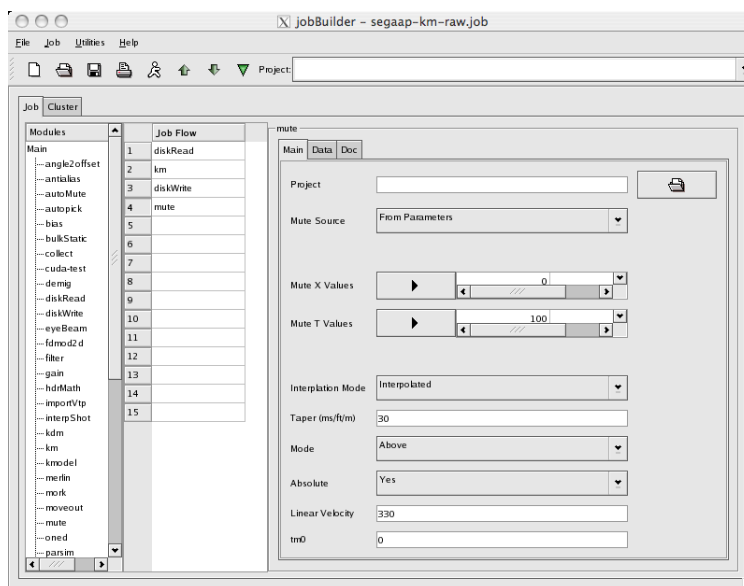 jobBuilder - segaap-km-raw.job
File Job Utilities Help
Project:
Job Cluster
Modules
Main
angle2offset
antialias
autoMute
autopick
bias
bulkStatic
collect
cuda-test
demig
diskRead
diskWrite
eyeBeam
fdmod2d
filter
gain
hdrMath
importVtp
interpShot
kdm
km
kmodel
merlin
mork
moveout
mute
oned
parsim
Job Flow
1 diskRead
2 km
3 diskWrite
4 mute
5
6
7
8
9
10
11
12
13
14
15
mute
Main Data Doc
Project
Mute Source From Parameters
Mute X Values 0
Mute T Values 100
Interplation Mode Interpolated
Taper (ms/ft/m) 30
Mode Above
Absolute Yes
Linear Velocity 330
tm0 0